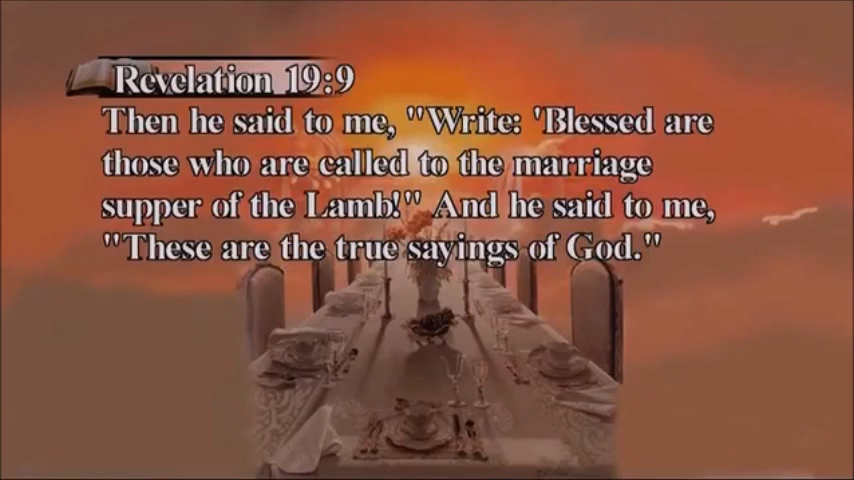 Revelation 19:9
Then he said to me, "Write: 'Blessed are
those who are called to the marriage
supper of the Lamb!" And he said to me,
"These are the true sayings of God."